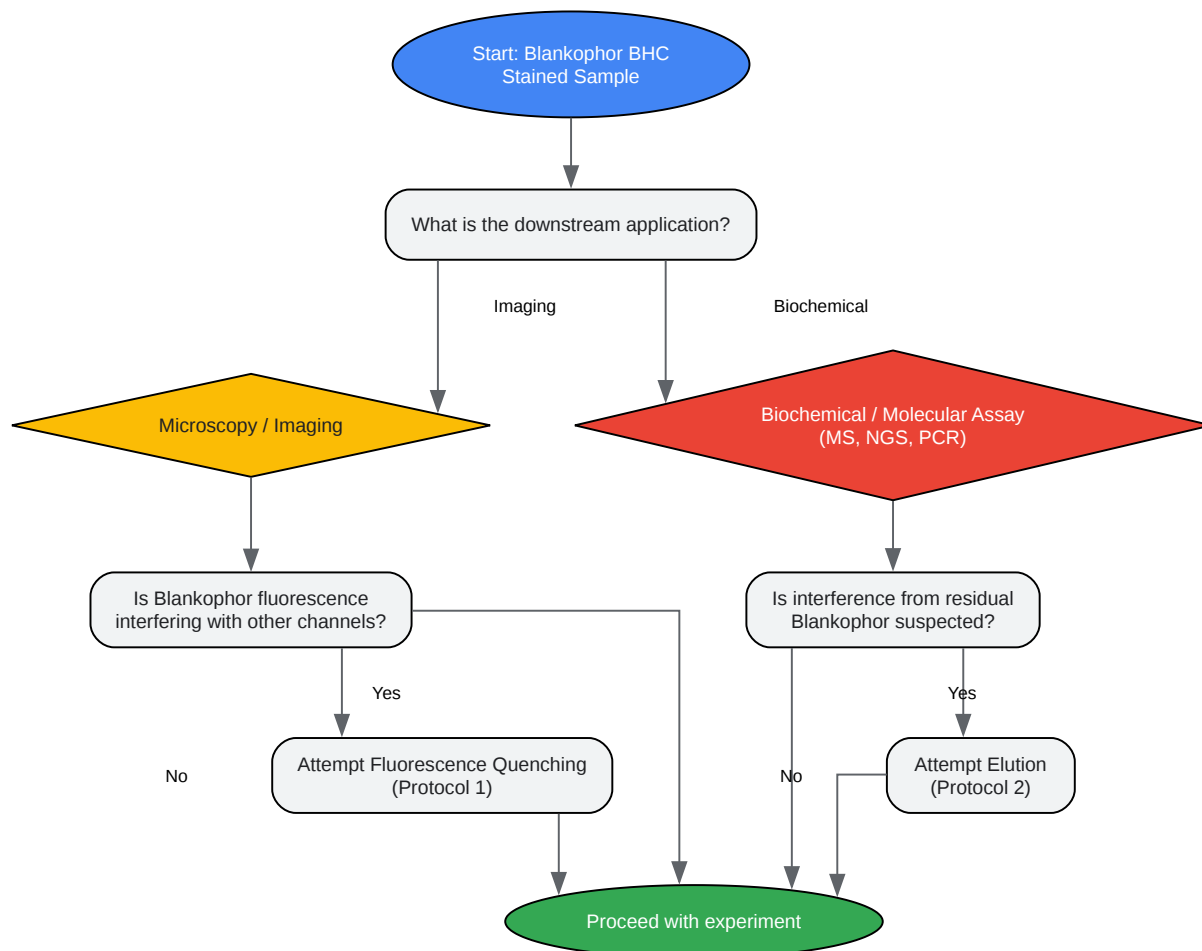 Start: Blankophor BHC
Stained Sample
What is the downstream application?
Imaging
Biochemical
Microscopy / Imaging
Biochemical / Molecular Assay
(MS, NGS, PCR)
Is Blankophor fluorescence
interfering with other channels?
Is interference from residual
Blankophor suspected?
Yes
Yes
Attempt Fluorescence Quenching
(Protocol 1)
No
No
Attempt Elution
(Protocol 2)
Proceed with experiment